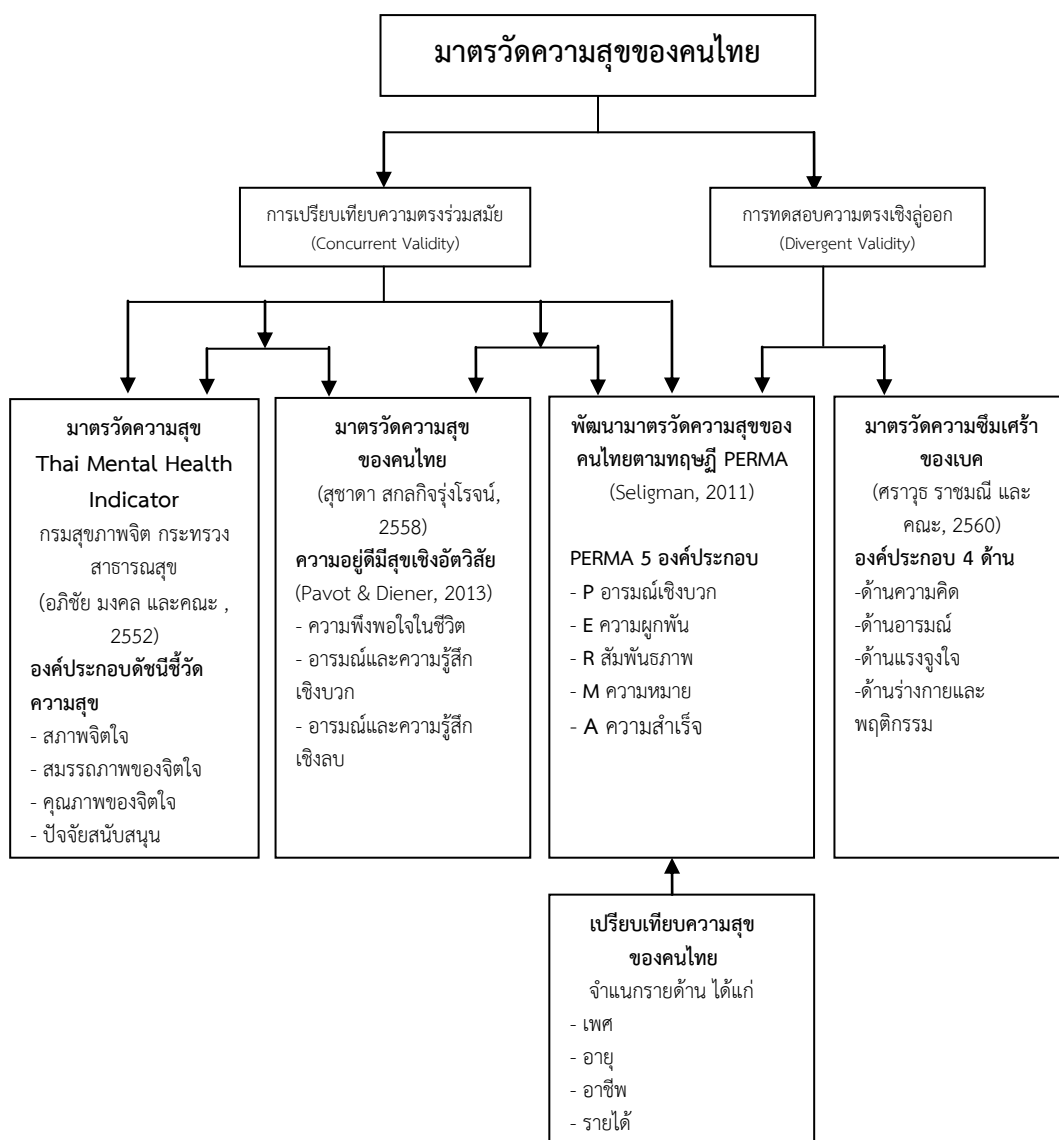 มาตรวัดความสุขของคนไทย
การเปรียบเทียบความตรงร่วมสมัย
(Concurrent Validity)
การทดสอบความตรงเชิงลู่ออก
(Divergent Validity)
มาตรวัดความสุข
Thai Mental Health
Indicator
กรมสุขภาพจิต กระทรวง
สาธารณสุข
(อภิชัย มงคล และคณะ ,
2552)
องค์ประกอบดัชนีชี้วัด
ความสุข
- สภาพจิตใจ
- สมรรถภาพของจิตใจ
- คุณภาพของจิตใจ
- ปัจจัยสนับสนุน
มาตรวัดความสุข
ของคนไทย
(สุชาดา สกลกิจรุ่งโรจน์,
2558)
ความอยู่ดีมีสุขเชิงอัตวิสัย
(Pavot & Diener, 2013)
- ความพึงพอใจในชีวิต
- อารมณ์และความรู้สึก
เชิงบวก
- อารมณ์และความรู้สึก
เชิงลบ
พัฒนามาตรวัดความสุขของ
คนไทยตามทฤษฏี PERMA
(Seligman, 2011)
PERMA 5 องค์ประกอบ
- P อารมณ์เชิงบวก
- E ความผูกพัน
- R สัมพันธภาพ
- M ความหมาย
- A ความสำเร็จ
มาตรวัดความซึมเศร้า
ของเบค
(ศราวุธ ราชมณี และ
คณะ, 2560)
องค์ประกอบ 4 ด้าน
-ด้านความคิด
-ด้านอารมณ์
-ด้านแรงจูงใจ
-ด้านร่างกายและ
พฤติกรรม
เปรียบเทียบความสุข
ของคนไทย
จำแนกรายด้าน ได้แก่
- เพศ
- อายุ
- อาชีพ
- รายได้